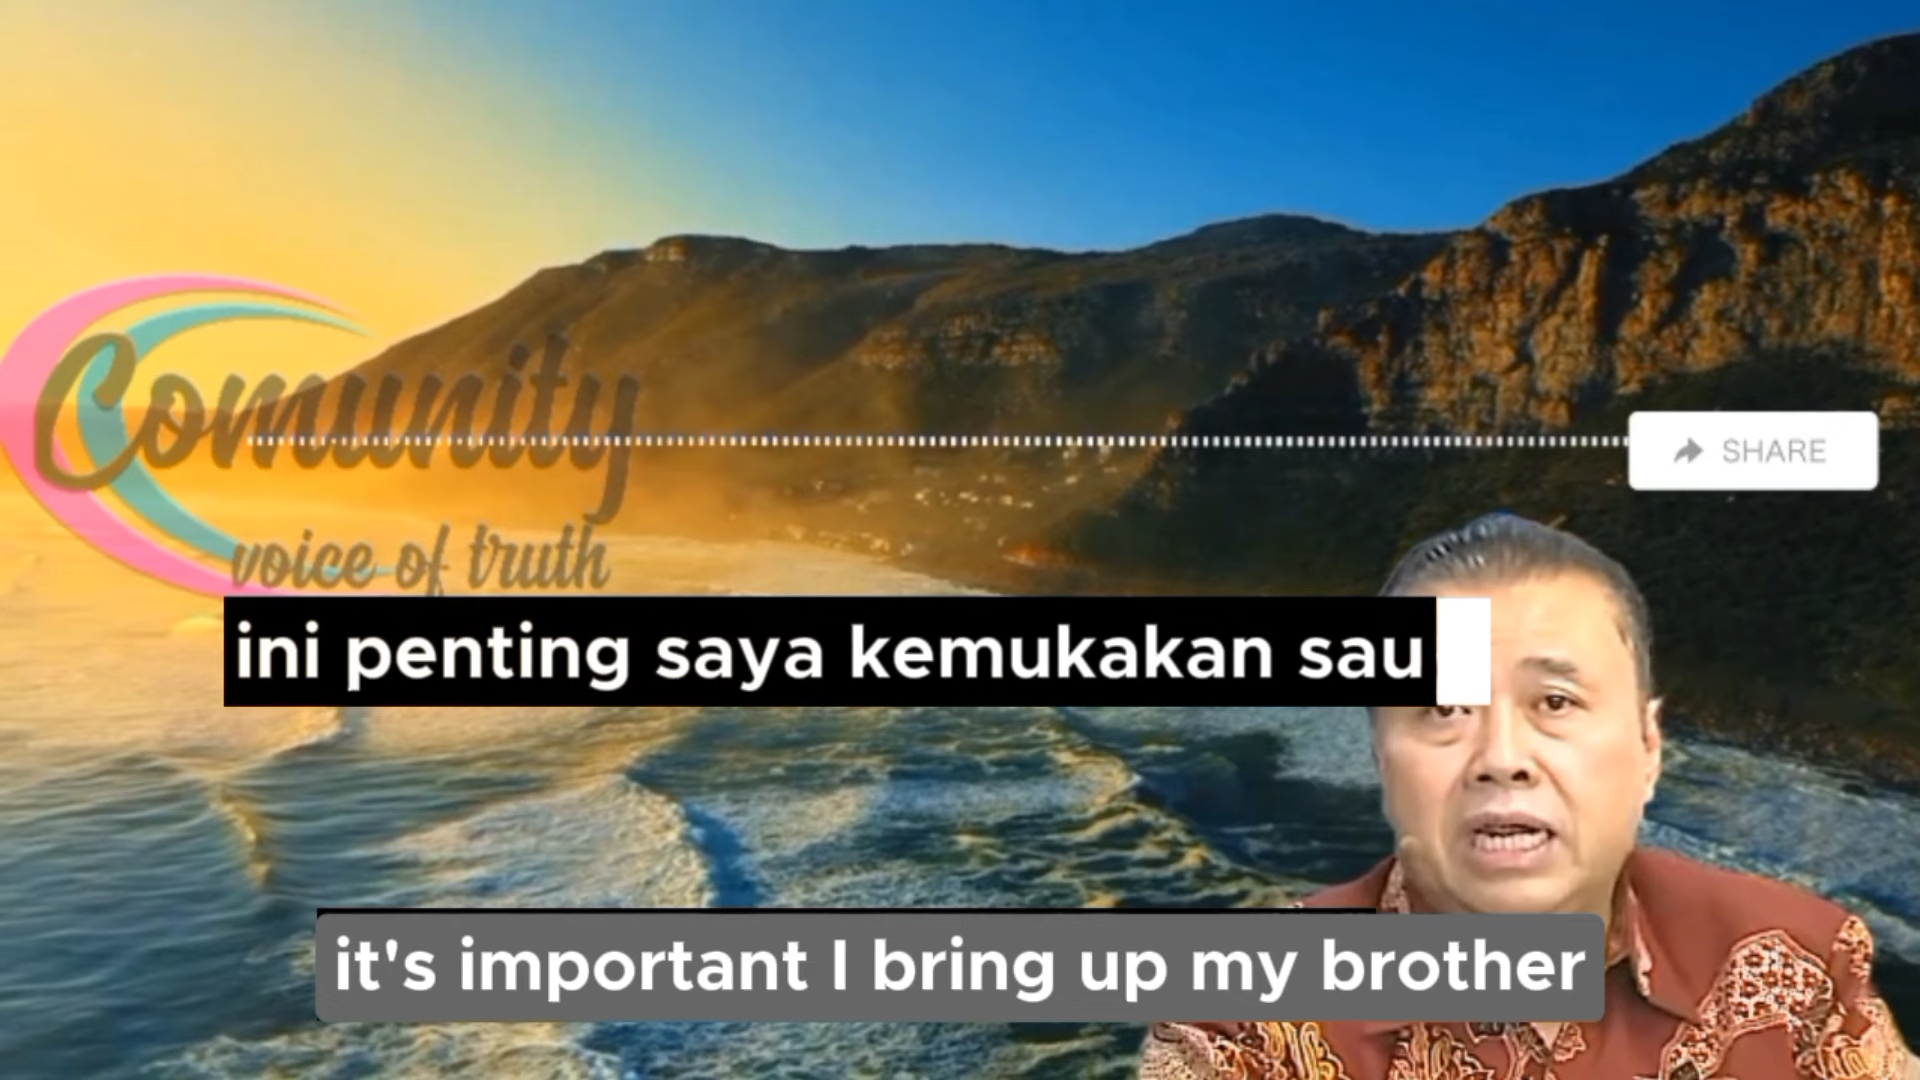 Comunity
voice of truth
SHARE
ini penting saya kemukakan sau
it's important I bring up my brother